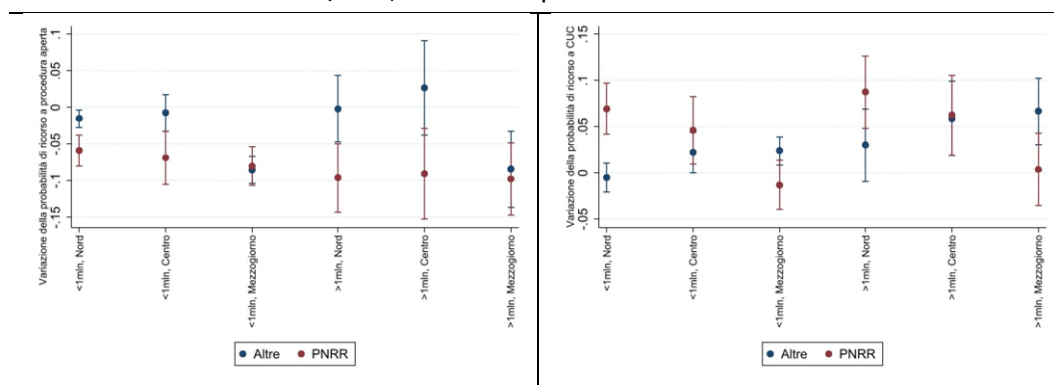 Variazione della probabilità di ricorso a procedura aperta
.1
.05
0
-.05
-.1
-.15
<1mln, Nord
<1mln, Centro
<1mln, Mezzogiorno
>1mln, Nord
>1mln, Centro
>1mln, Mezzogiorno
Altre PNRR
Variazione della probabilità di ricorso a CUC
.15
.1
.05
0
-.05
<1mln, Nord
<1mln, Centro
<1mln, Mezzogiorno
>1mln, Nord
>1mln, Centro
>1mln, Mezzogiorno
Altre PNRR